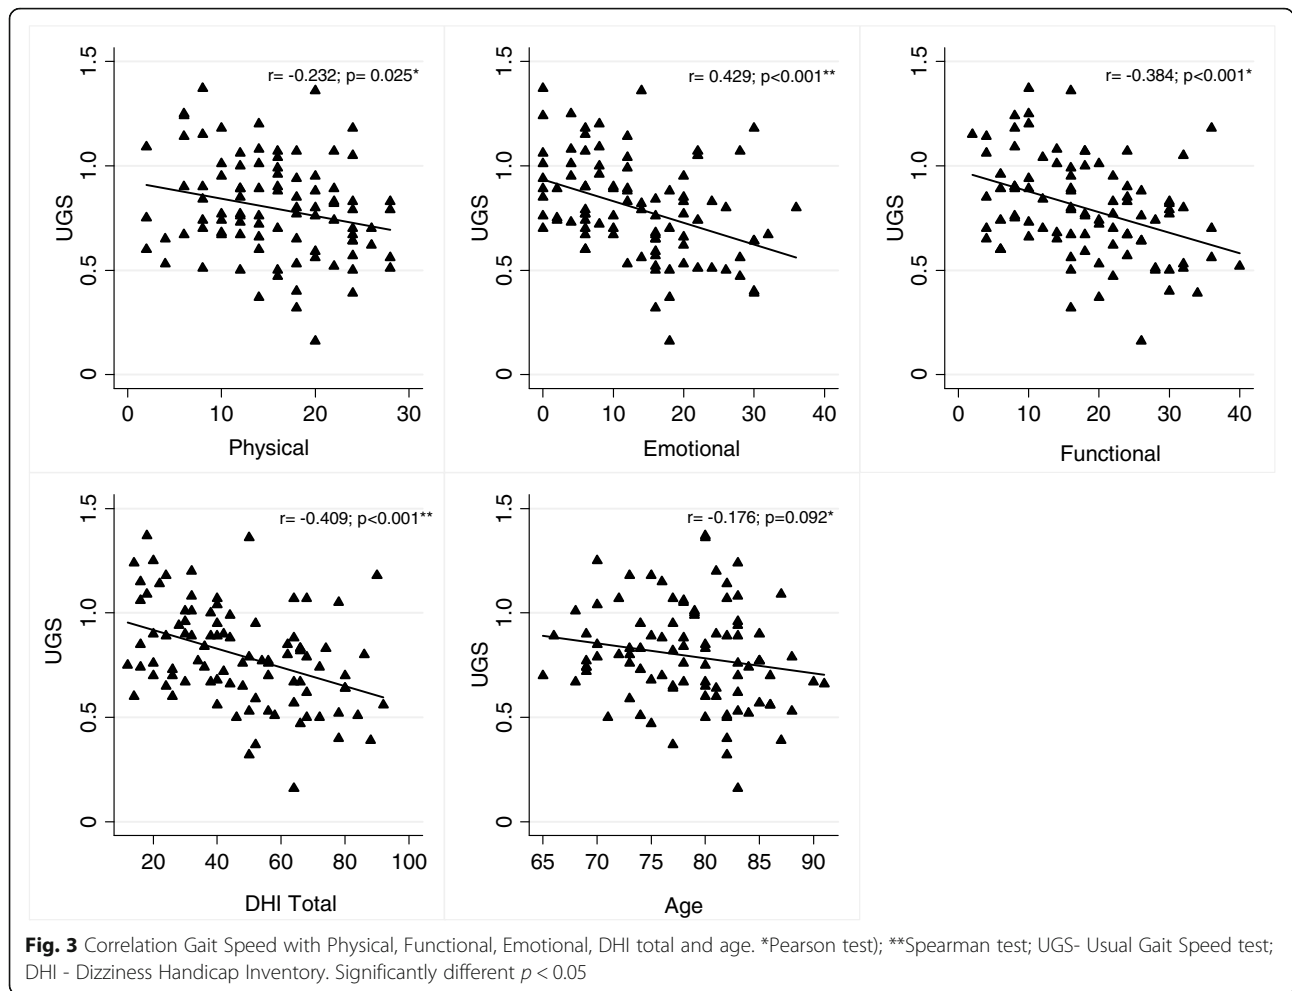 r= -0.232; p= 0.025*
UGS
1.5
1.0
0.5
0
0 10 20 30
Physical
r= 0.429; p<0.001**
UGS
1.5
1.0
0.5
0
0 10 20 30 40
Emotional
r= -0.384; p<0.001*
UGS
1.5
1.0
0.5
0
0 10 20 30 40
Functional
r= -0.409; p<0.001**
UGS
1.5
1.0
0.5
0
20 40 60 80 100
DHI Total
r= -0.176; p=0.092*
UGS
1.5
1.0
0.5
0
65 70 75 80 85 90
Age
Fig. 3 Correlation Gait Speed with Physical, Functional, Emotional, DHI total and age. *Pearson test); **Spearman test; UGS- Usual Gait Speed test;
DHI - Dizziness Handicap Inventory. Significantly different p < 0.05